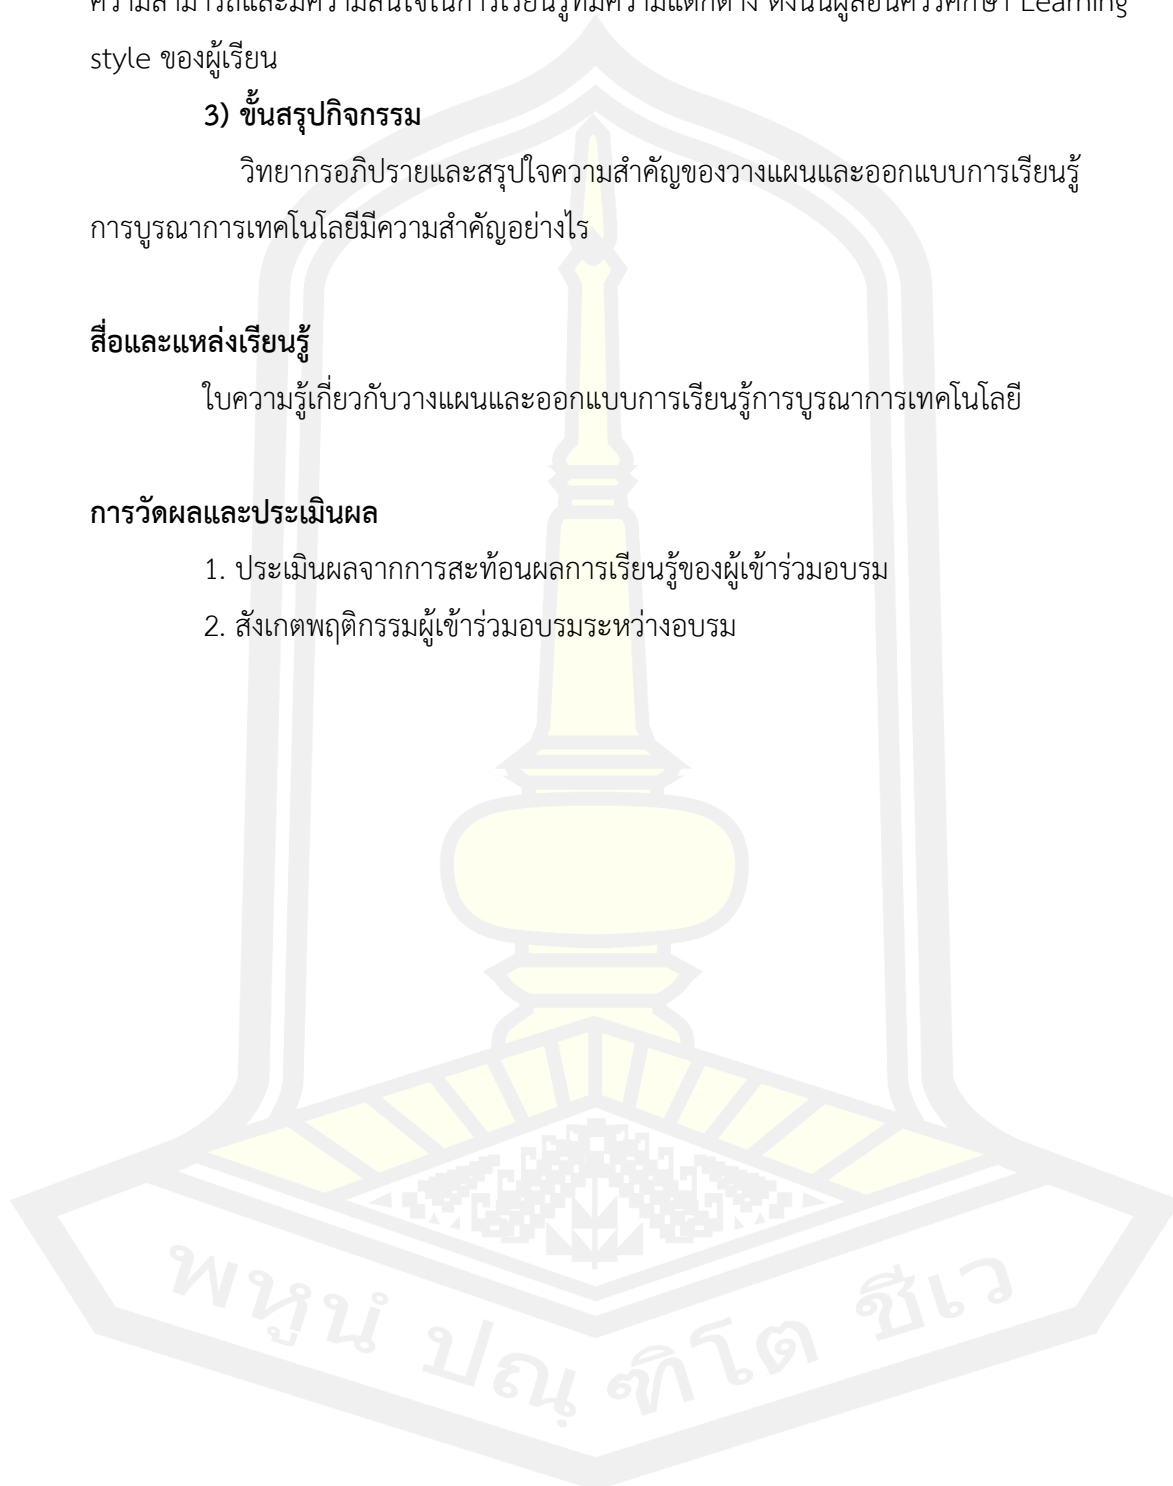 ความสามารถและมีความสนใจในการเรียนรู้ที่มีความแตกต่าง ดังนั้นผู้สอนควรศึกษา Learning
style ของผู้เรียน
3) ขั้นสรุปกิจกรรม
วิทยากรอภิปรายและสรุปใจความสำคัญของวางแผนและออกแบบการเรียนรู้
การบูรณาการเทคโนโลยีมีความสำคัญอย่างไร
สื่อและแหล่งเรียนรู้
ใบความรู้เกี่ยวกับวางแผนและออกแบบการเรียนรู้การบูรณาการเทคโนโลยี
การวัดผลและประเมินผล
1. ประเมินผลจากการสะท้อนผลการเรียนรู้ของผู้เข้าร่วมอบรม
2. สังเกตพฤติกรรมผู้เข้าร่วมอบรมระหว่างอบรม
พหูนํ ปณฺฑิโต ชีเว